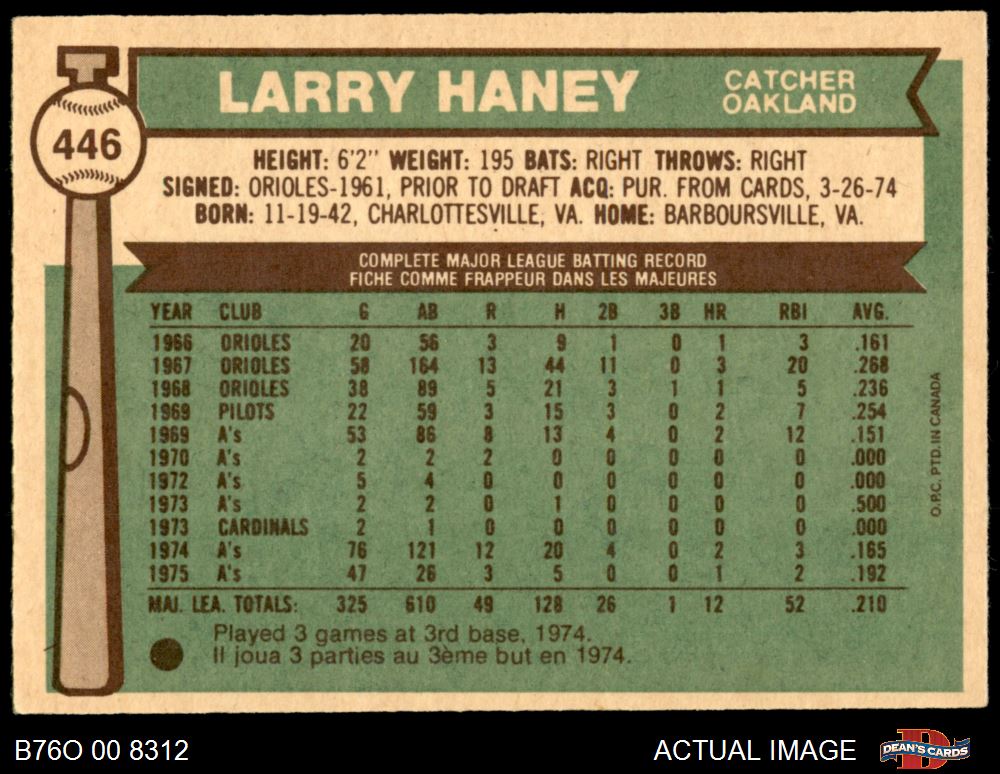 LARRY HANEY
CATCHER
OAKLAND
446
HEIGHT: 6'2" WEIGHT: 195 BATS: RIGHT THROWS: RIGHT
SIGNED: ORIOLES-1961, PRIOR TO DRAFT ACQ: PUR. FROM CARDS, 3-26-74
BORN: 11-19-42, CHARLOTTESVILLE, VA. HOME: BARBOURSVILLE, VA.
COMPLETE MAJOR LEAGUE BATTING RECORD
FICHE COMME FRAPPEUR DANS LES MAJEURES
YEAR CLUB G AB R H 2B 3B HR RBI AVG.
1966 ORIOLES 20 56 3 9 1 0 1 3 .161
1967 ORIOLES 58 164 13 44 11 0 3 20 .268
1968 ORIOLES 38 89 5 21 3 1 1 5 .236
1969 PILOTS 22 59 3 15 3 0 2 7 .254
1969 A's 53 86 8 13 4 0 2 12 .151
1970 A's 2 2 2 0 0 0 0 0 .000
1972 A's 5 4 0 0 0 0 0 0 .000
1973 A's 2 2 0 1 0 0 0 0 .500
1973 CARDINALS 2 1 0 0 0 0 0 0 .000
1974 A's 76 121 12 20 4 0 2 3 .165
1975 A's 47 26 3 5 0 0 1 2 .192
MAJ. LEA. TOTALS: 325 610 49 128 26 1 12 52 .210
Played 3 games at 3rd base, 1974.
Il joua 3 parties au 3ème but en 1974.
O.P.C. PTD. IN CANADA
B76O 00 8312
ACTUAL IMAGE
DEAN'S CARDS